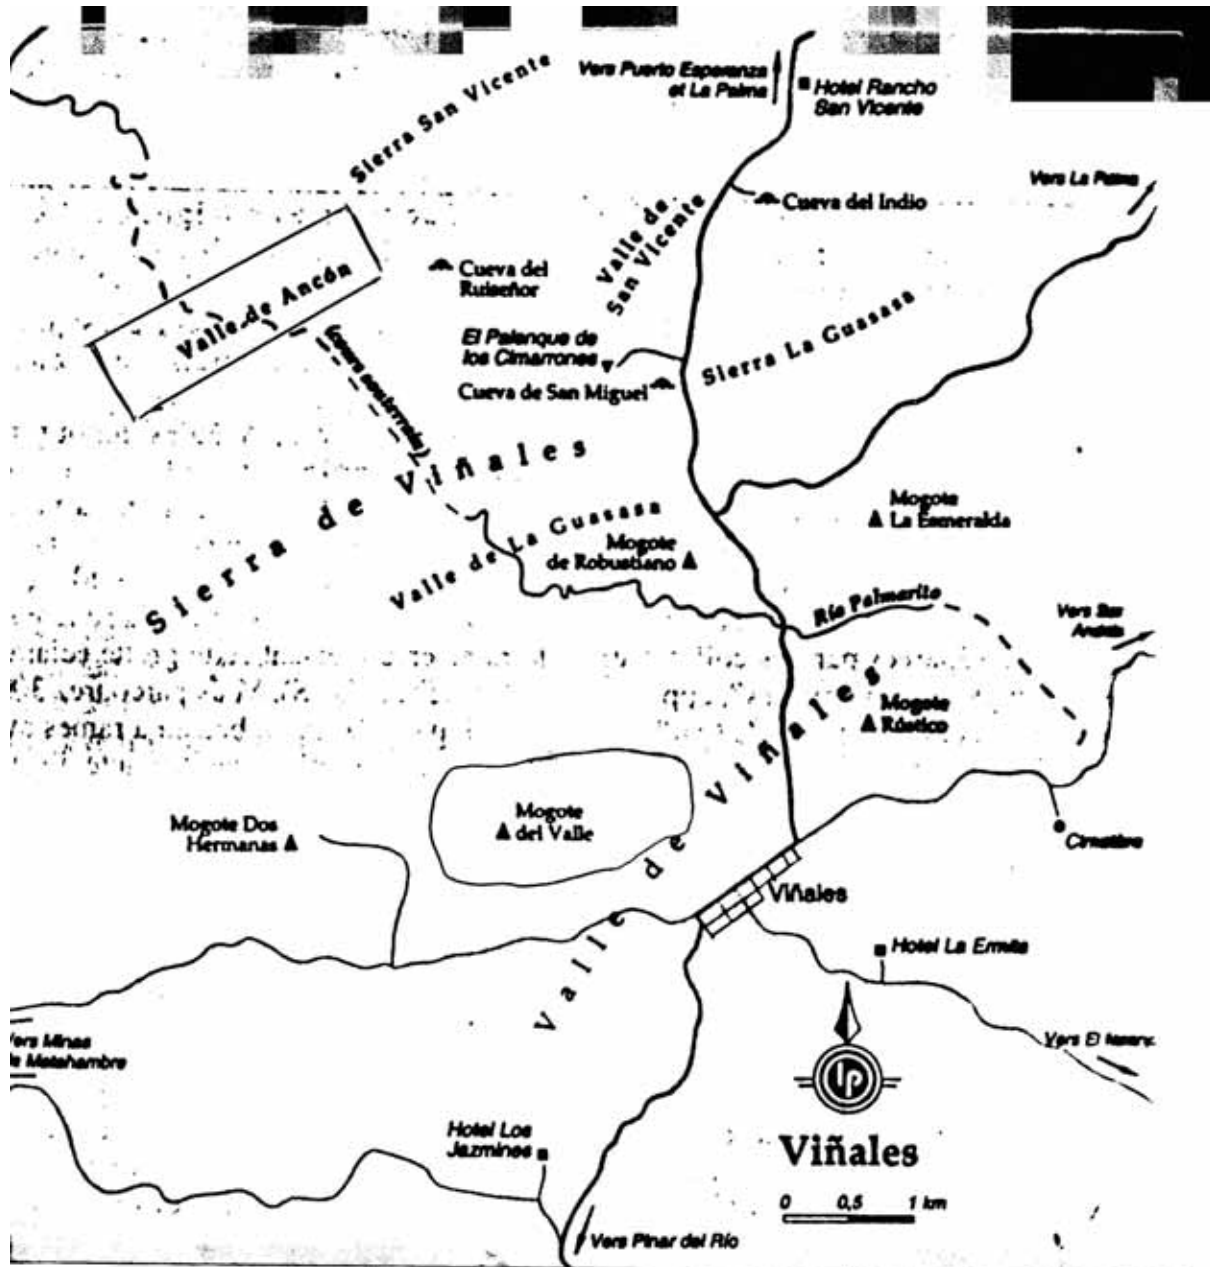 Vers Puerto Esperanza
et La Palma
Hotel Rancho
San Vicente
Sierra San Vicente
Vers La Palma
Cueva del Indio
Valle de
San Vicente
Cueva del
Ruiseñor
Valle de Ancón
El Palenque de
los Cimarrones
Sierra La Guasasa
Cueva de San Miguel
Sierra de Viñales
Valle de La Guasasa
Mogote
La Esmeralda
Mogote
de Robustiano
Río Palmarito
Vers San
Mogote
Rústico
Valle de Viñales
Mogote
del Valle
Mogote Dos
Hermanas
Cimetière
Viñales
Hotel La Ermita
Vers Minas
Matahambre
Vers El
lp
Viñales
Hotel Los
Jazmines
0 0,5 1 km
Vers Pinar del Río